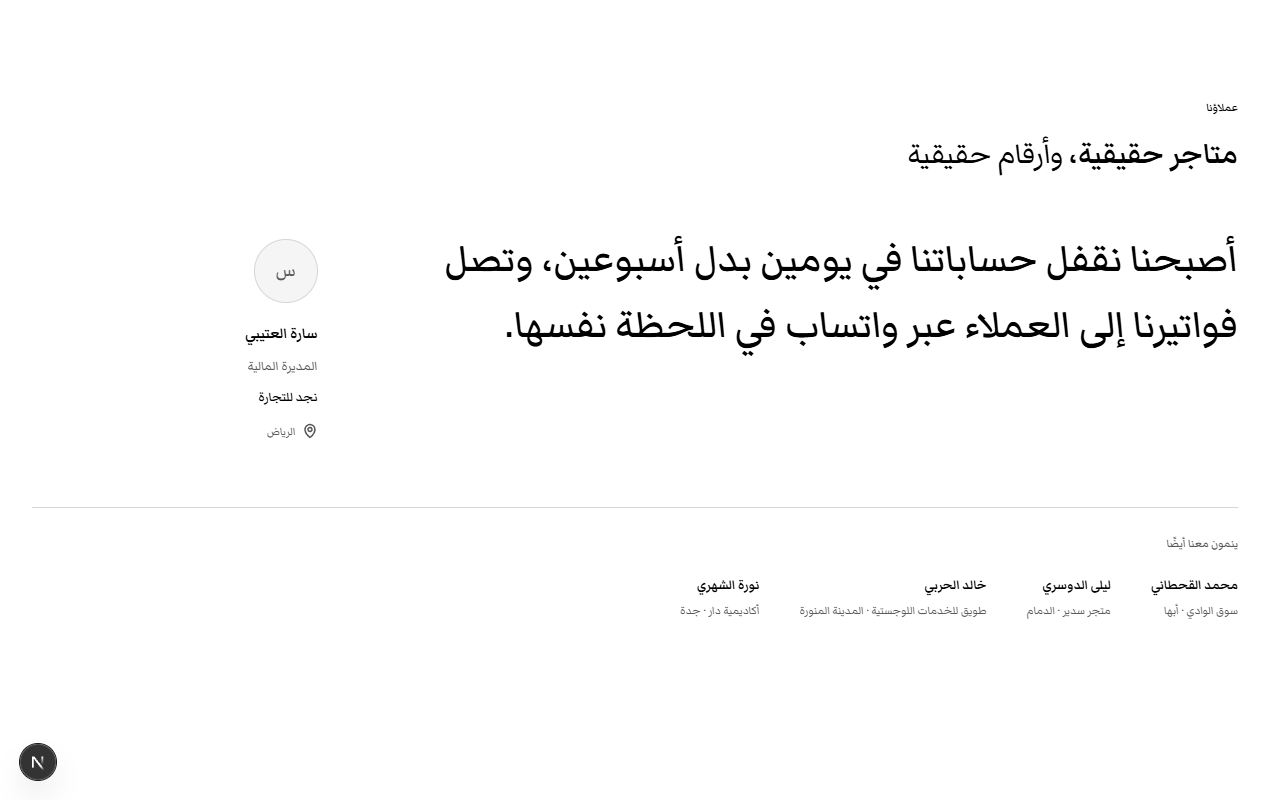 عملاؤنا
متاجر حقيقية، وأرقام حقيقية
أصبحنا نقفل حساباتنا في يومين بدل أسبوعين، وتصل
فواتيرنا إلى العملاء عبر واتساب في اللحظة نفسها.
س
سارة العتيبي
المديرة المالية
نجد للتجارة
الرياض
ينمون معنا أيضًا
محمد القحطاني
سوق الوادي · أبها
ليلى الدوسري
متجر سدير · الدمام
خالد الحربي
طويق للخدمات اللوجستية · المدينة المنورة
نورة الشهري
أكاديمية دار · جدة
N